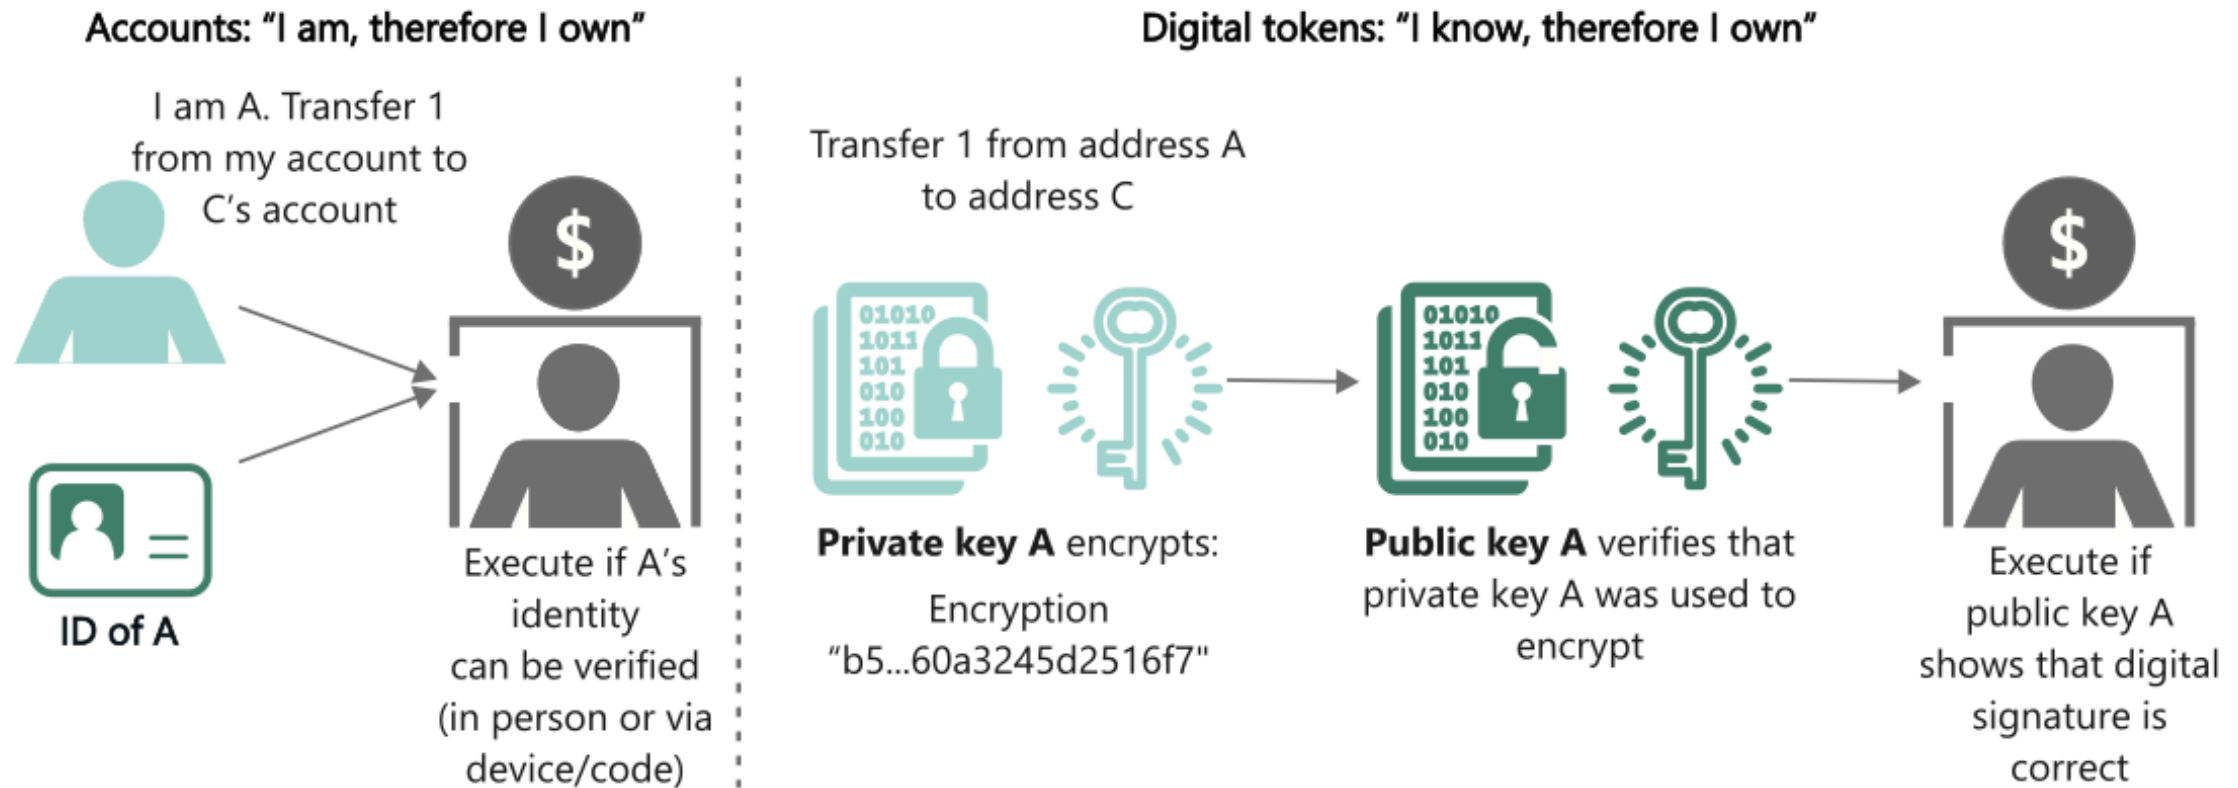 Accounts: “I am, therefore I own”
I am A. Transfer 1
from my account to
C’s account
$
ID of A
Execute if A’s
identity
can be verified
(in person or via
device/code)
Digital tokens: “I know, therefore I own”
Transfer 1 from address A
to address C
01010
1011
101
010
100
010
Private key A encrypts:
Encryption
“b5...60a3245d2516f7"
01010
1011
101
010
100
010
Public key A verifies that
private key A was used to
encrypt
$
Execute if
public key A
shows that digital
signature is
correct